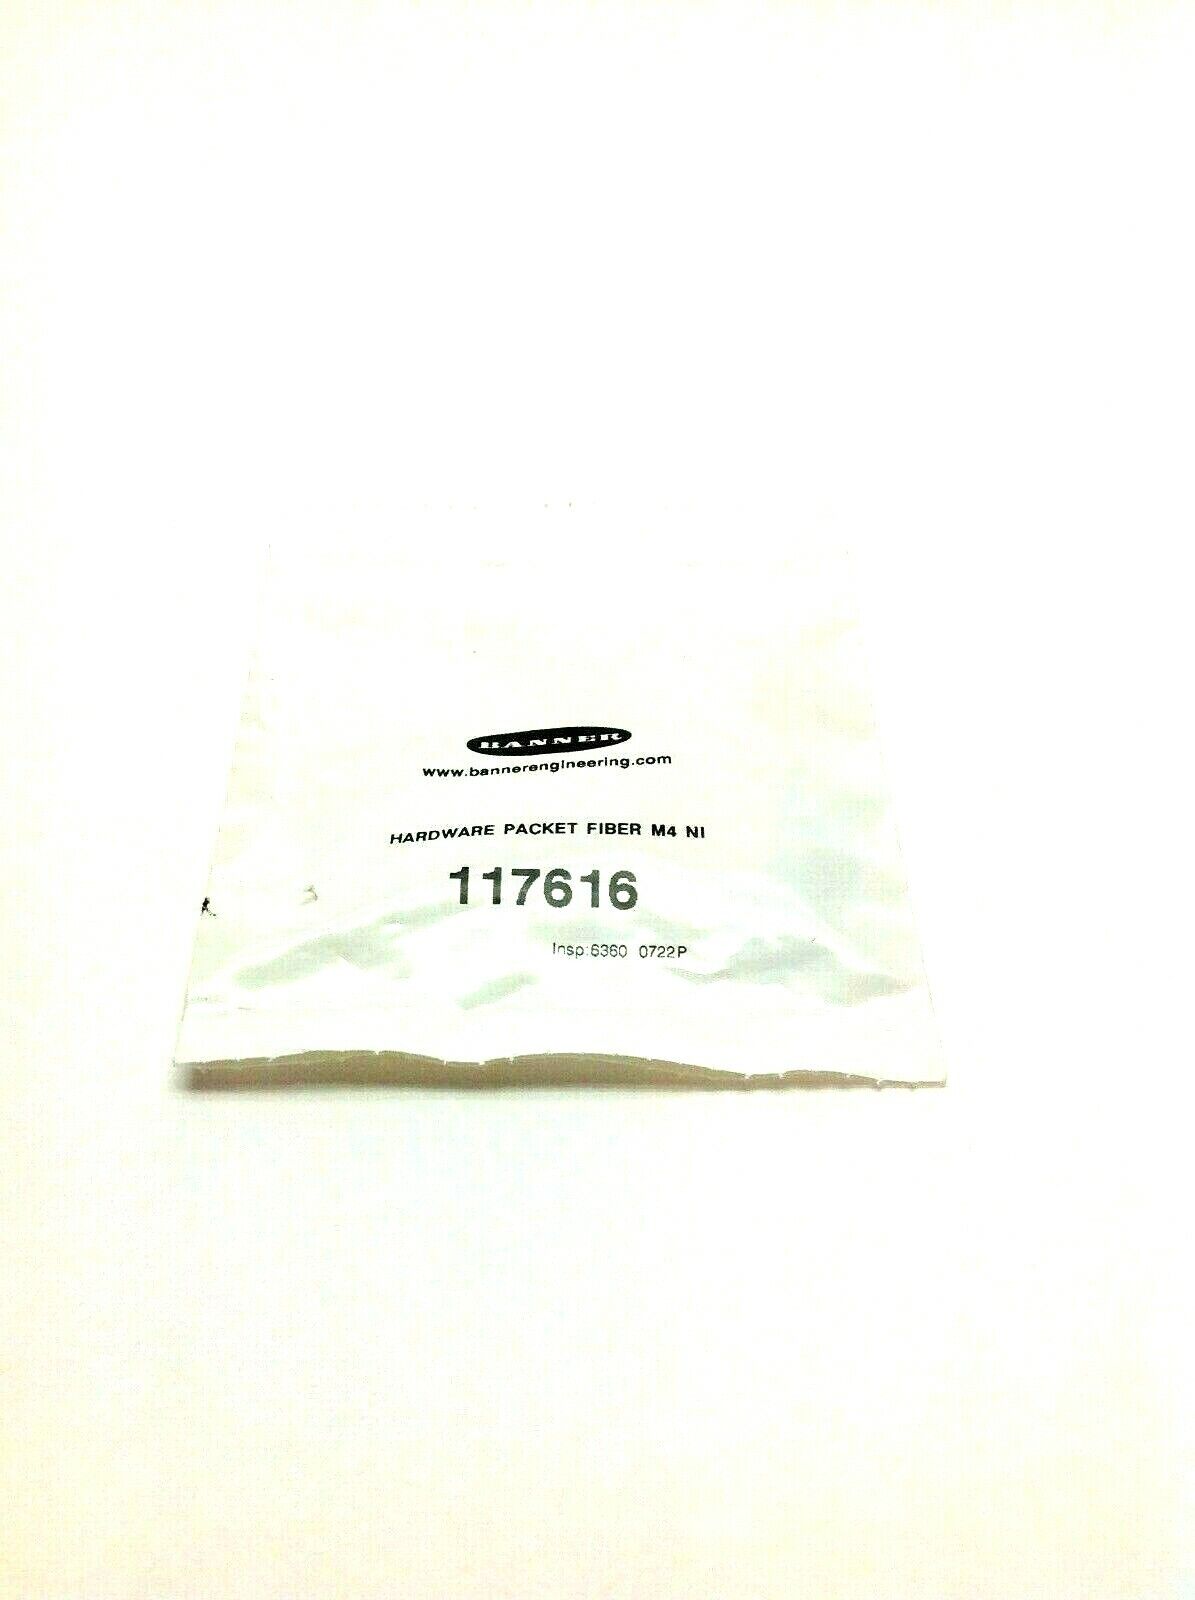 BANNER
www.bannerengineering.com
HARDWARE PACKET FIBER M4 NI
117616
Insp:6360 0722P